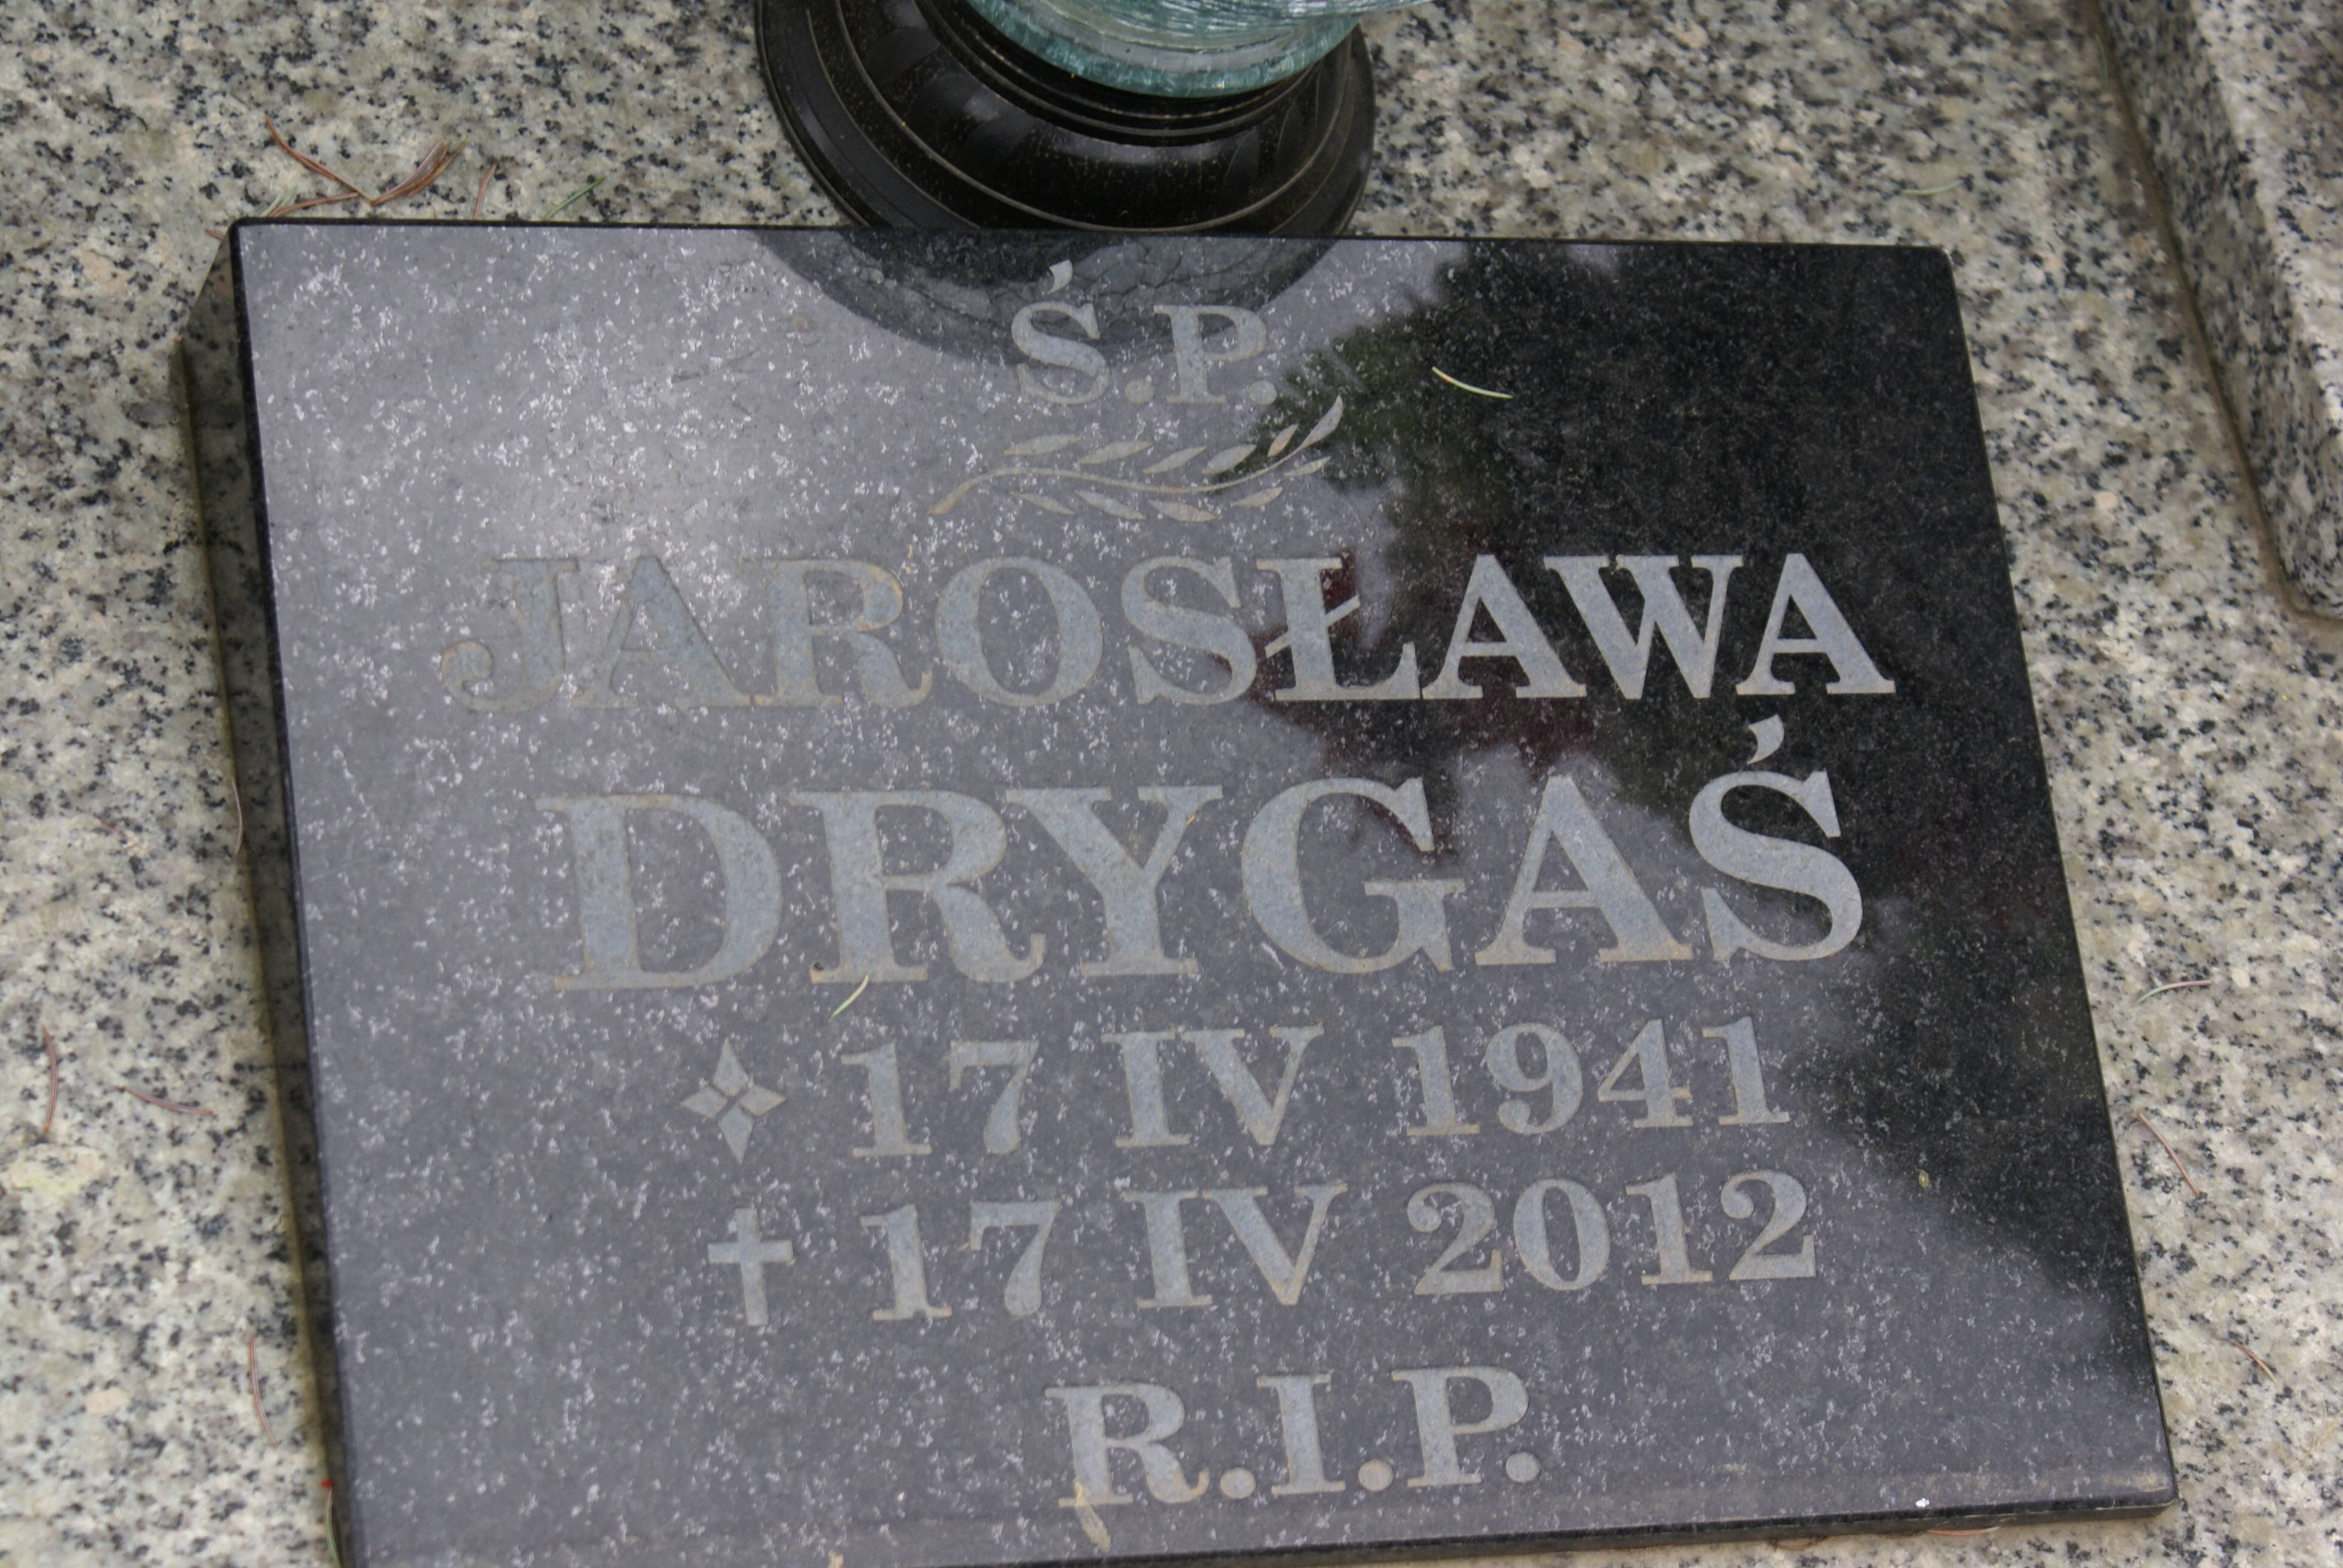 Ś.P.
JAROSŁAWA
DRYGAŚ
17 IV 1941
17 IV 2012
R.I.P.